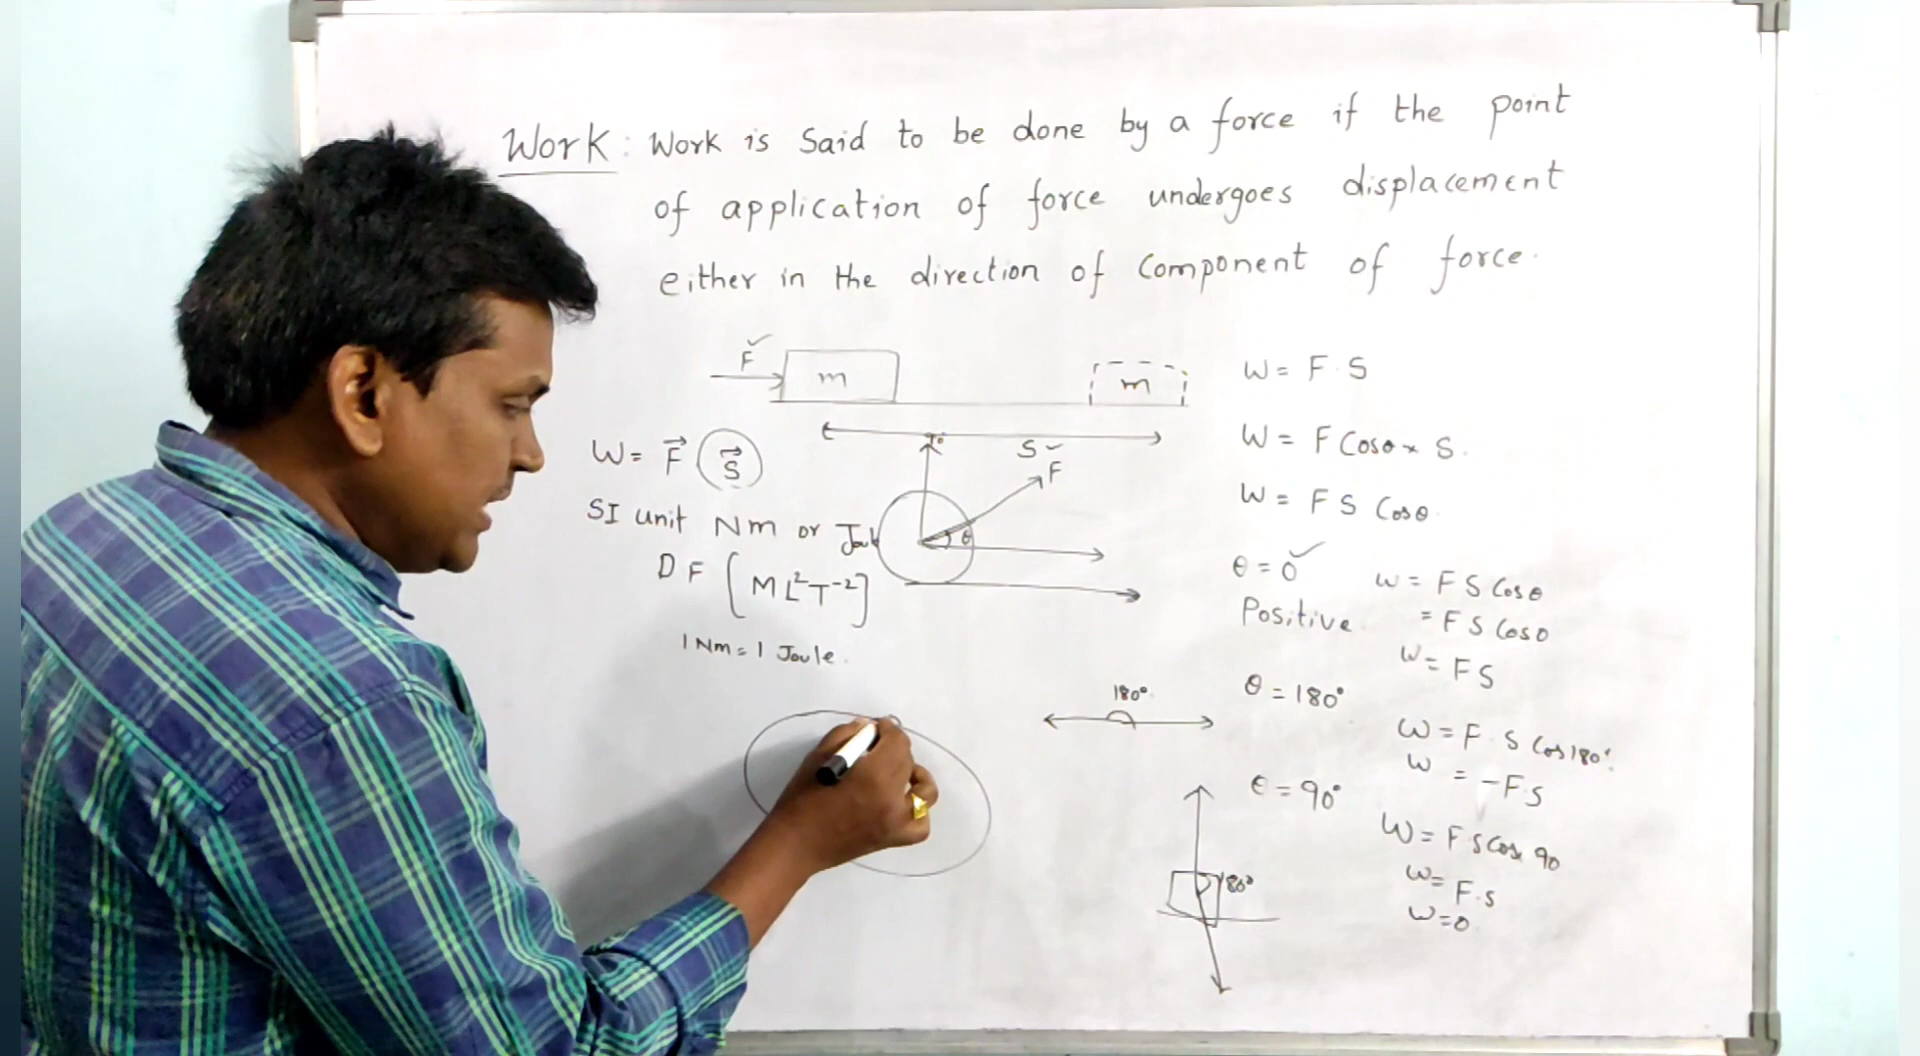 Work: Work is Said to be done by a force if the point
of application of force undergoes displacement
either in the direction of Component of force.
F
m
m
S
W = F⃗ S⃗
SI unit Nm or Joule
D F [M L² T⁻²]
1 Nm = 1 Joule.
F
θ
W = F. S
W = F Cosθ × S.
W = F S Cosθ
θ = 0
Positive
W = F S Cosθ
= F S Cos0
W = F S
180°
θ = 180°
W = F. S Cos180°
W = -F.S
θ = 90°
180°
W = F S Cos 90
W = F.S
W = 0